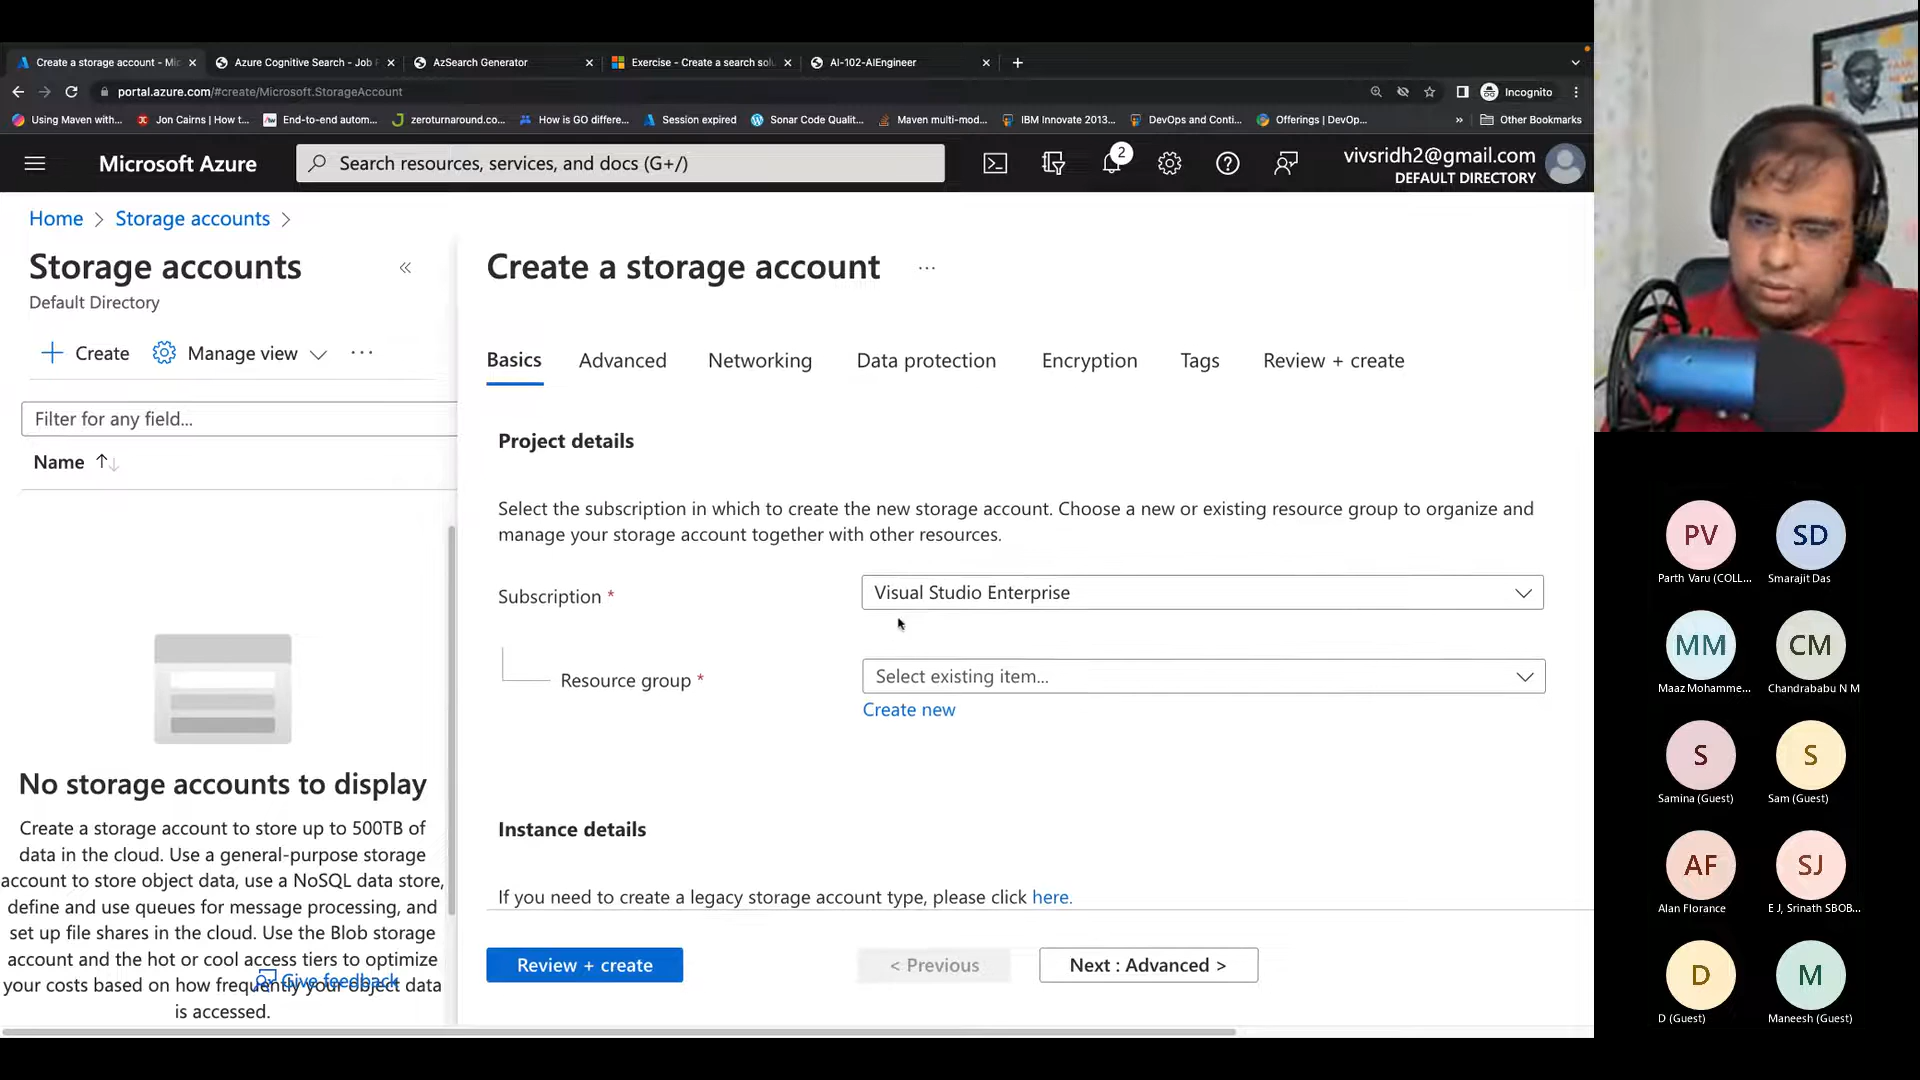 Create a storage account - Mic
Azure Cognitive Search - Job F
AzSearch Generator
Exercise - Create a search solu
AI-102-AIEngineer
portal.azure.com/#create/Microsoft.StorageAccount
Incognito
Using Maven with...
Jon Cairns | How t...
End-to-end autom...
zeroturnaround.co...
How is GO differe...
Session expired
Sonar Code Qualit...
Maven multi-mod...
IBM Innovate 2013...
DevOps and Conti...
Offerings | DevOp...
»
Other Bookmarks
Microsoft Azure
Search resources, services, and docs (G+/)
2
vivsridh2@gmail.com
DEFAULT DIRECTORY
Home > Storage accounts >
Storage accounts
Default Directory
Create
Manage view
Filter for any field...
Name
No storage accounts to display
Create a storage account to store up to 500TB of
data in the cloud. Use a general-purpose storage
account to store object data, use a NoSQL data store,
define and use queues for message processing, and
set up file shares in the cloud. Use the Blob storage
account and the hot or cool access tiers to optimize
your costs based on how frequently your object data
is accessed.
Give feedback
Create a storage account
Basics
Advanced
Networking
Data protection
Encryption
Tags
Review + create
Project details
Select the subscription in which to create the new storage account. Choose a new or existing resource group to organize and
manage your storage account together with other resources.
Subscription *
Visual Studio Enterprise
Resource group *
Select existing item...
Create new
Instance details
If you need to create a legacy storage account type, please click here.
Review + create
< Previous
Next : Advanced >
PV
Parth Varu (COLL...
SD
Smarajit Das
MM
Maaz Mohamme...
CM
Chandrababu N M
S
Samina (Guest)
S
Sam (Guest)
AF
Alan Florance
SJ
E J, Srinath SBOB...
D
D (Guest)
M
Maneesh (Guest)